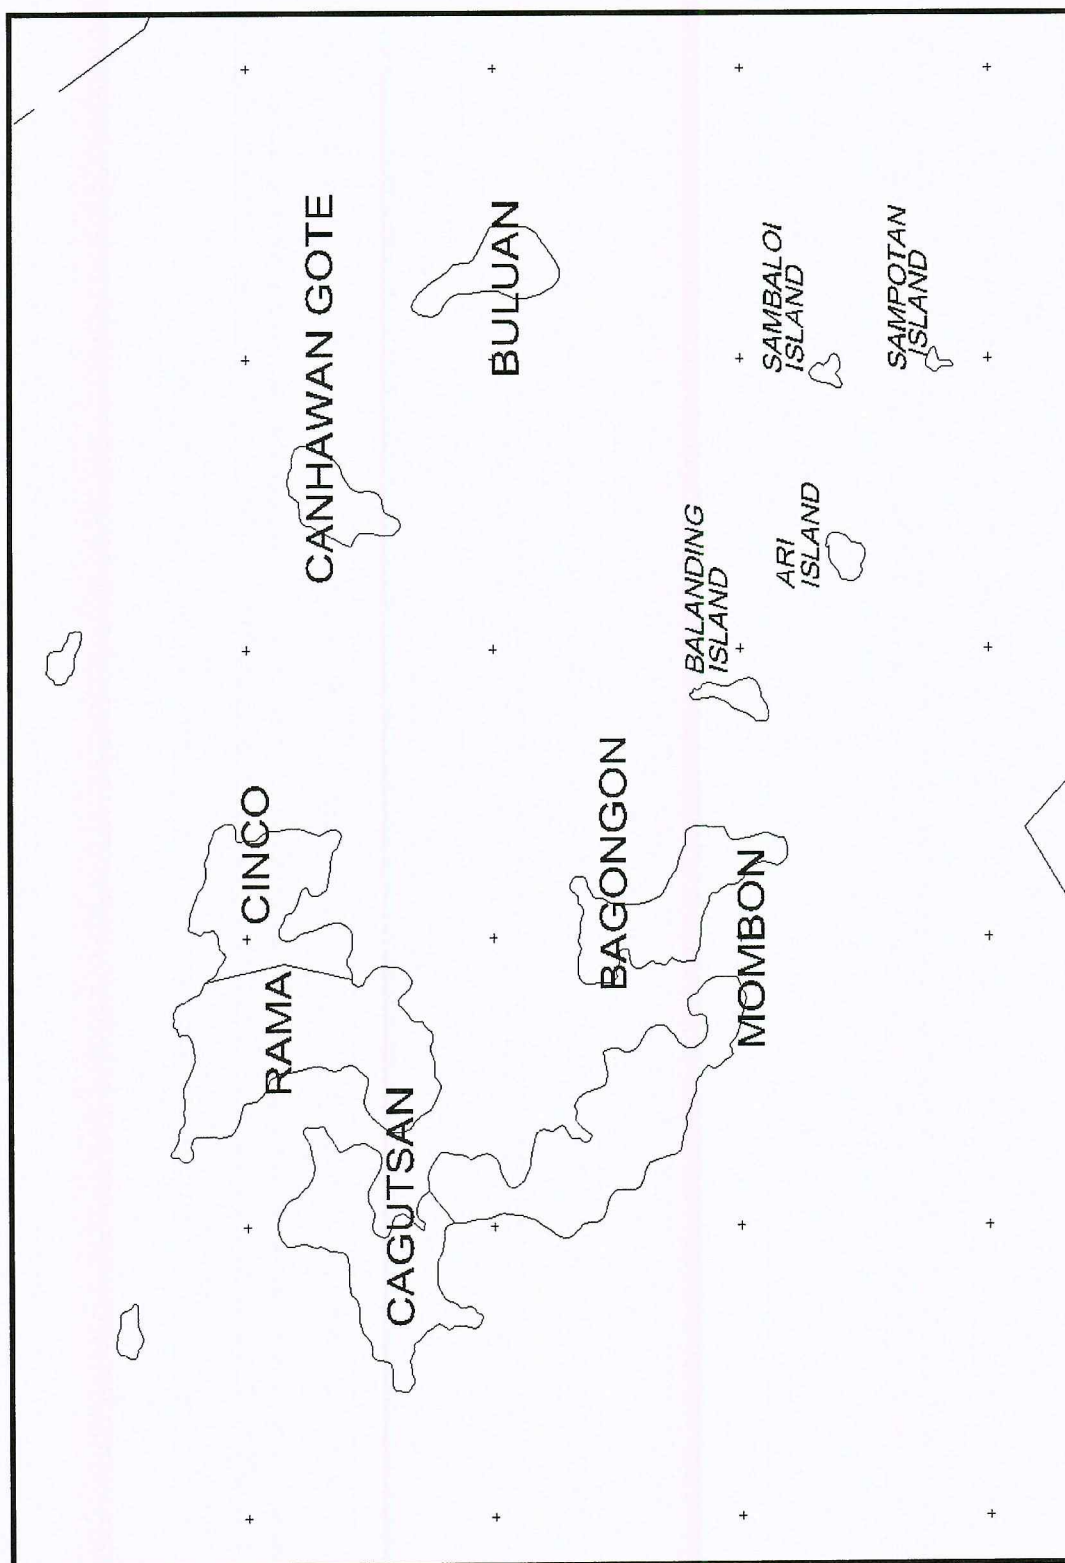 CINCO
RAMA
CAGUTSAN
CANHAWAN GOTE
BULUAN
BAGONGON
MOMBON
BALANDING
ISLAND
ARI
ISLAND
SAMBALOI
ISLAND
SAMPOTAN
ISLAND